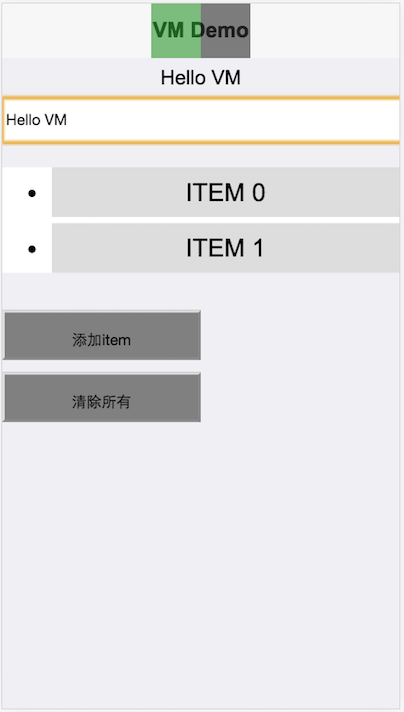 VM Demo
Hello VM
Hello VM
ITEM 0
ITEM 1
添加item
清除所有